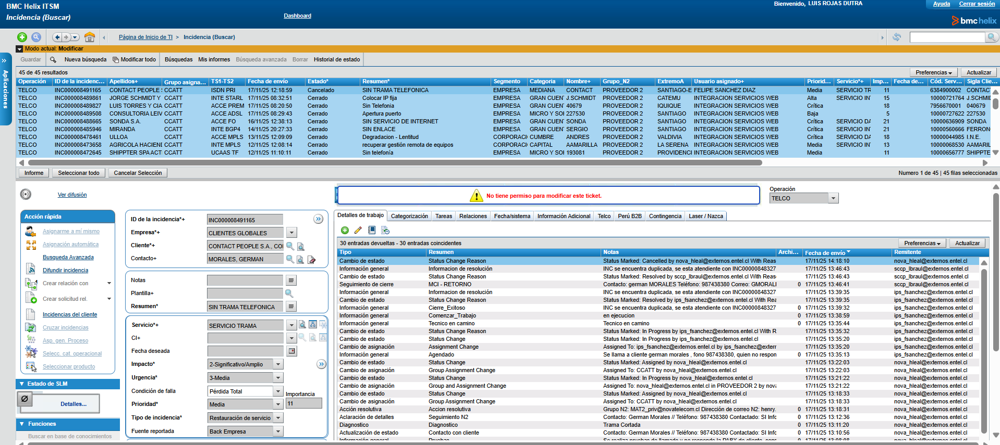 BMC Helix ITSM
Incidencia (Buscar)
Dashboard
Bienvenido, LUIS ROJAS DUTRA
Ayuda Cerrar sesión
bmchelix
Página de Inicio de TI > Incidencia (Buscar)
Modo actual: Modificar
Guardar Nueva búsqueda Modificar todo Búsquedas Mis informes Búsqueda avanzada Borrar Historial de estado
Aplicaciones
45 de 45 resultados Preferencias Actualizar
Operación ID de la incidenc... Apellidos+ Grupo asigna... TS1-TS2 Fecha de envío Estado* Resumen* Segmento Categoria Nombre+ Grupo_N2 ExtremoA Usuario asignado+ Priorid... Servicio*+ Imp... Fecha de... Cód. Serv... Sigla Clie...
TELCO INC000008491165 CONTACT PEOPLE CCATT ISDN PRI 17/11/25 12:18:59 Cancelado SIN TRAMA TELEFONICA EMPRESA MEDIANA CONTACT PROVEEDOR 2 SANTIAGO-E FELIPE SANCHEZ DIAZ Media SERVICIO TR 11 6384900002 CONTACT
TELCO INC000008489861 JORGE SCHMIDT Y CCATT INTE STARL 17/11/25 08:32:51 Cerrado Colocar IP fija EMPRESA GRAN CUEN J.SCHMIDT PROVEEDOR 2 CATEMU INTEGRACION SERVICIOS WEB Alta SERVICIO IN 15 10000721764 J.SCHMID
TELCO INC000008489827 LUIS TORRES Y CIA CCATT ACCE PREM 17/11/25 08:20:50 Cerrado Sin Telefonia EMPRESA GRAN CUEN 40679 PROVEEDOR 2 IQUIQUE INTEGRACION SERVICIOS WEB Crítica 18 7956670001 040679
TELCO INC000008489508 CONSULTORIA LEIV CCATT ACCE ADSL 17/11/25 08:29:43 Cerrado Apertura puerto EMPRESA MICRO Y SOI 227530 PROVEEDOR 2 SANTIAGO INTEGRACION SERVICIOS WEB Baja 5 10000727622 227530
TELCO INC000008488665 SONDA S.A. CCATT ACCE FO 16/11/25 12:38:13 Cerrado SIN SERVICIO DE INTERNET EMPRESA GRAN CUEN SONDA PROVEEDOR 2 SANTIAGO INTEGRACION SERVICIOS WEB Crítica SERVICIO DA 21 10000636909 SONDA
TELCO INC000008485946 MIRANDA CCATT INTE BGP4 14/11/25 20:27:33 Cerrado SIN ENLACE EMPRESA GRAN CUEN SERGIO PROVEEDOR 2 SANTIAGO INTEGRACION SERVICIOS WEB Crítica SERVICIO IN 21 10000560666 FERRON
TELCO INC000008478461 ULLOA CCATT ACCE MPLS 13/11/25 12:09:09 Cerrado Degradacion - Lentitud CORPORACI CUMBRE ANDRES PROVEEDOR 2 VALDIVIA INTEGRACION SERVICIOS WEB Crítica SERVICIO DA 18 10000044985 I.N.E.
TELCO INC000008473658 AGRICOLA HACIEND CCATT INTE MPLS 12/11/25 12:08:14 Cerrado recuperar gestión remota de equipos CORPORACI CAPITAL AAMARILLA PROVEEDOR 2 LA SERENA INTEGRACION SERVICIOS WEB Media SERVICIO IN 13 10000068530 AAMARIL
TELCO INC000008472645 SHIPPTER SPA ACT CCATT UCAAS TF 12/11/25 11:10:11 Cerrado Sin telefonía EMPRESA MICRO Y SOI 193081 PROVEEDOR 2 PROVIDENCI INTEGRACION SERVICIOS WEB Media 11 10000656777 SHIPPTE
Informe Seleccionar todo Cancelar Selección Numero 1 de 45 | 45 filas seleccionadas
Ver difusión
No tiene permiso para modificar este ticket.
Operación
TELCO
Acción rápida
Asignarme a mí mismo
Asignación automática
Busqueda Avanzada
Difundir incidencia
Crear relación con
Crear solicitud rel.
Incidencias del cliente
Cruzar incidencias
Asp. gen. Proceso
Selecc. cat. operacional
Seleccionar producto
Estado de SLM
Detalles...
Funciones
Buscar en base de conocimientos
ID de la incidencia*+ INC000008491165
Empresa*+ CLIENTES GLOBALES
Cliente*+ CONTACT PEOPLE S.A., COI
Contacto+ MORALES, GERMAN
Notas
Plantilla+
Resumen* SIN TRAMA TELEFONICA
Servicio*+ SERVICIO TRAMA
CI+
Fecha deseada
Impacto* 2-Significativo/Amplio
Urgencia* 3-Media
Condición de falla Pérdida Total
Importancia
Prioridad* Media 11
Tipo de incidencia* Restauración de servicio
Fuente reportada Back Empresa
Detalles de trabajo Categorización Tareas Relaciones Fecha/sistema Información Adicional Telco Perú B2B Contingencia Laser / Nazca
30 entradas devueltas - 30 entradas coincidentes Preferencias Actualizar
Tipo Resumen Notas Archi... Fecha de envío Remitente
Cambio de estado Status Change Reason Status Marked: Cancelled by nova_hleal@externos.entel.cl With Reas 17/11/25 14:18:10 nova_hleal@externos.entel.cl
Información general Informacion de resolución INC se encuentra duplicada, se esta atendiente con INC00000848327 17/11/25 13:46:43 sccp_lbraul@externos.entel.cl
Cambio de estado Status Change Reason Status Marked: Resolved by sccp_lbraul@externos.entel.cl With Reas 17/11/25 13:46:43 sccp_lbraul@externos.entel.cl
Seguimiento de cierre MCI - RETORNO Contacto: german MORALES Teléfono: 987438380 Correo: GMORALI 0 17/11/25 13:46:41 sccp_lbraul@externos.entel.cl
Información general Informacion de resolución INC se encuentra duplicada, se esta atendiente con INC00000848327 17/11/25 13:39:35 ips_fsanchez@externos.entel.cl
Cambio de estado Status Change Reason Status Marked: Resolved by ips_fsanchez@externos.entel.cl With Rea 17/11/25 13:39:35 ips_fsanchez@externos.entel.cl
Información general Cierre_Exitoso INC se encuentra duplicada, se esta atendiente con INC00000848327 0 17/11/25 13:39:32 ips_fsanchez@externos.entel.cl
Información general Comenzar_Trabajo en ejecucion 0 17/11/25 13:38:59 ips_fsanchez@externos.entel.cl
Información general Tecnico en camino Tecnico en camino 0 17/11/25 13:35:44 ips_fsanchez@externos.entel.cl
Cambio de estado Status Change Reason Status Marked: In Progress by ips_fsanchez@externos.entel.cl With R 17/11/25 13:35:32 ips_fsanchez@externos.entel.cl
Cambio de estado Status Change Status Marked: In Progress by ips_fsanchez@externos.entel.cl 17/11/25 13:35:20 ips_fsanchez@externos.entel.cl
Cambio de asignación Assignment Change Assigned To: ips_fsanchez@externos.entel.cl by ips_fsanchez@extern 17/11/25 13:35:20 ips_fsanchez@externos.entel.cl
Información general Agendado Se llama a cliente german morales , fono 987438380, quien no respon 0 17/11/25 13:35:13 ips_fsanchez@externos.entel.cl
Cambio de estado Status Change Status Marked: Assigned by nova_hleal@externos.entel.cl 17/11/25 13:22:03 nova_hleal@externos.entel.cl
Cambio de asignación Group Assignment Change Assigned To: CCATT by nova_hleal@externos.entel.cl 17/11/25 13:22:03 nova_hleal@externos.entel.cl
Cambio de estado Status Change Status Marked: In Progress by nova_hleal@externos.entel.cl 17/11/25 13:21:22 nova_hleal@externos.entel.cl
Cambio de asignación Group and Assignment Change Assigned To: nova_hleal@externos.entel.cl in PROVEEDOR 2 by nov 17/11/25 13:21:22 nova_hleal@externos.entel.cl
Cambio de estado Status Change Status Marked: Assigned by nova_hleal@externos.entel.cl 17/11/25 13:18:33 nova_hleal@externos.entel.cl
Cambio de asignación Group Assignment Change Assigned To: CCATT by nova_hleal@externos.entel.cl 17/11/25 13:18:33 nova_hleal@externos.entel.cl
Acción resolutiva Accion resolutiva Grupo N2: MAT2_priv@novatelecom.cl Dirección de correo N2: henry. 0 17/11/25 13:18:31 nova_hleal@externos.entel.cl
Aclaración de detalles Seguimiento N2 Contacto: German Morales // Teléfono: 987438380 Contactado: SI Infc 0 17/11/25 13:12:36 nova_hleal@externos.entel.cl
Diagnostico Diagnostico Trama Cortada 0 17/11/25 13:11:20 nova_hleal@externos.entel.cl
Actualización de estado Contacto con cliente Contacto: German Morales // Teléfono: 987438380 Contactado: SI Infc 0 17/11/25 13:10:56 nova_hleal@externos.entel.cl